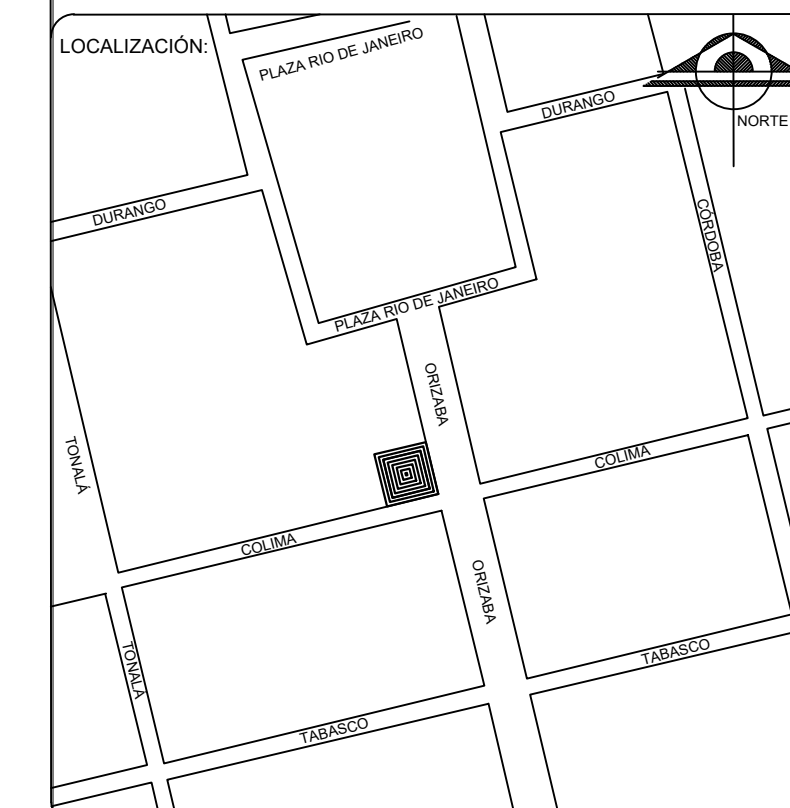 LOCALIZACIÓN:
PLAZA RIO DE JANEIRO
DURANGO
NORTE
DURANGO
CÓRDOBA
PLAZA RIO DE JANEIRO
ORIZABA
TONALÁ
COLIMA
COLIMA
ORIZABA
TONALA
TABASCO
TABASCO